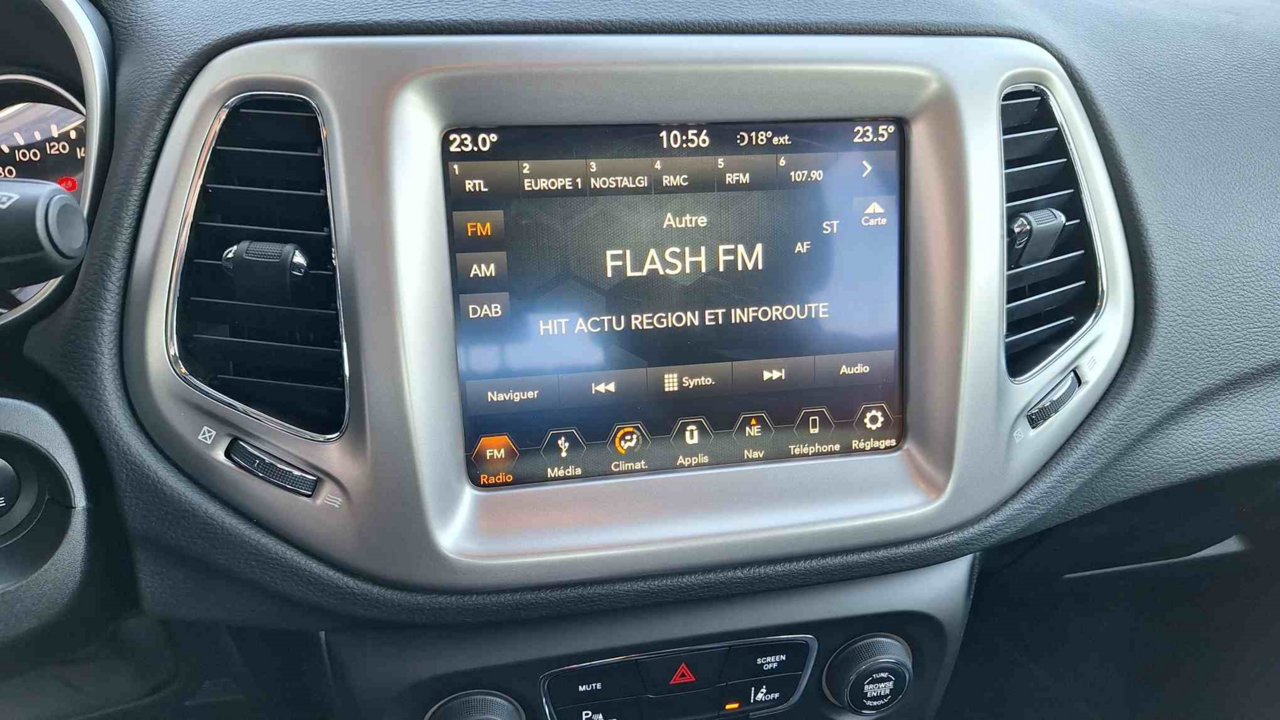 23.0° 10:56 18°ext. 23.5°
1 RTL 2 EUROPE 1 3 NOSTALGI 4 RMC 5 RFM 6 107.90
FM Autre ST Carte
AF
FLASH FM
AM
DAB HIT ACTU REGION ET INFOROUTE
Naviguer Synto. Audio
FM NE
Radio Média Climat. Applis Nav Téléphone Réglages
80 100 120
MUTE SCREEN OFF
P OFF
TUNE
BROWSE
ENTER
SCROLL